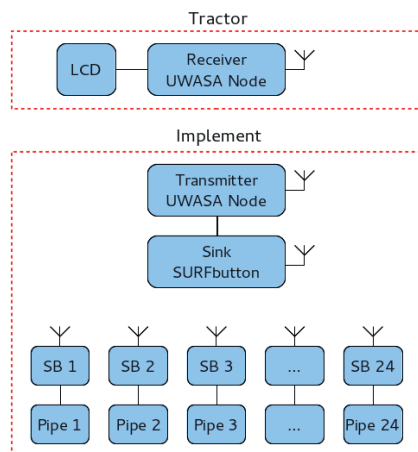 Tractor
LCD
Receiver
UWASA Node
Implement
Transmitter
UWASA Node
Sink
SURFbutton
SB 1 SB 2 SB 3 ... SB 24
Pipe 1 Pipe 2 Pipe 3 ... Pipe 24